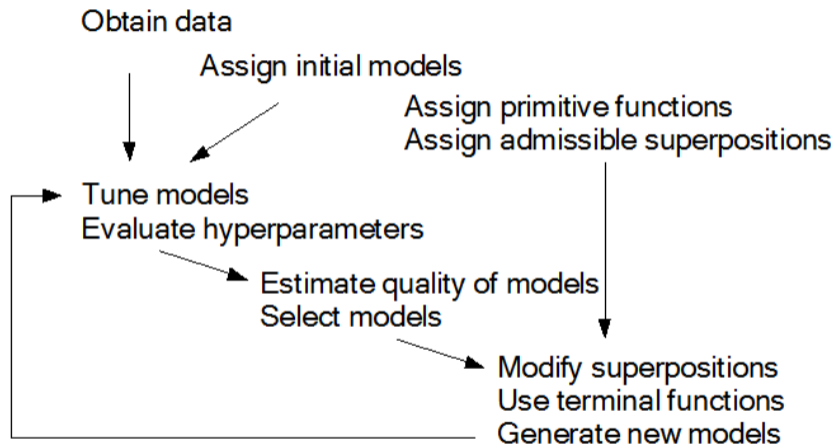 Obtain data
Assign initial models
Assign primitive functions
Assign admissible superpositions
Tune models
Evaluate hyperparameters
Estimate quality of models
Select models
Modify superpositions
Use terminal functions
Generate new models